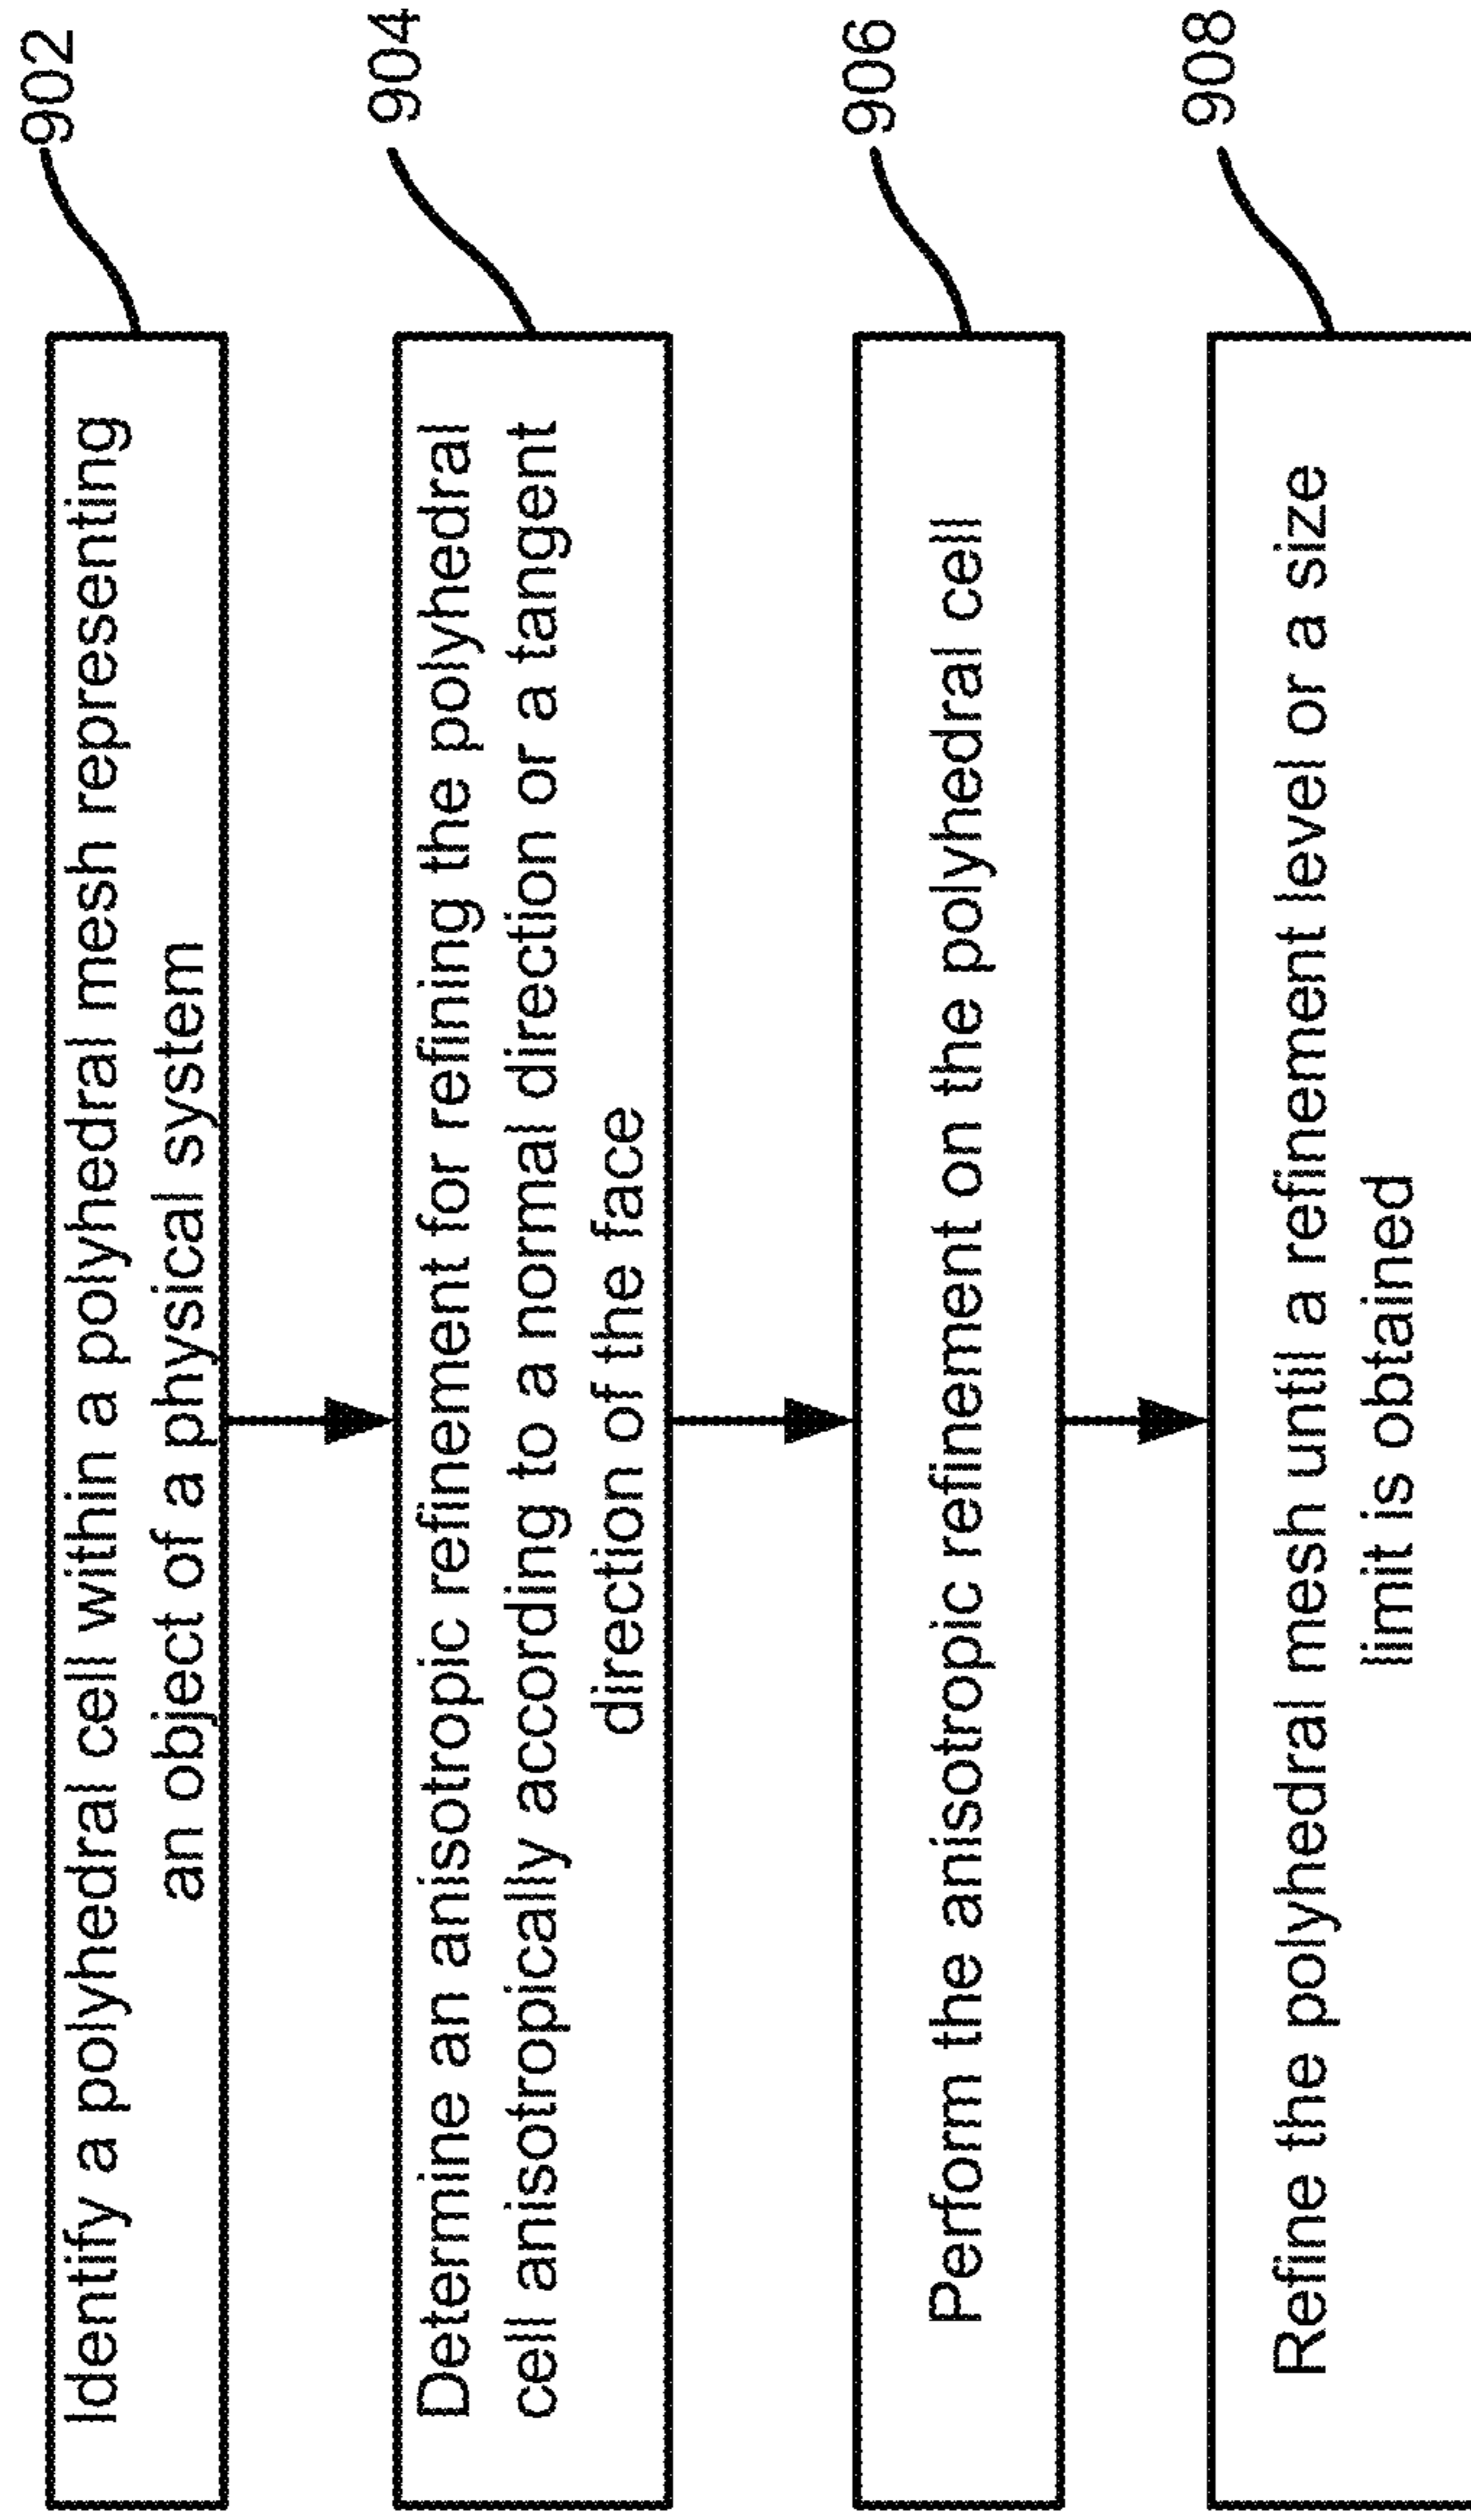 902
Identify a polyhedral cell within a polyhedral mesh representing
an object of a physical system
904
Determine an anisotropic refinement for refining the polyhedral
cell anisotropically according to a normal direction or a tangent
direction of the face
906
Perform the anisotropic refinement on the polyhedral cell
908
Refine the polyhedral mesh until a refinement level or a size
limit is obtained